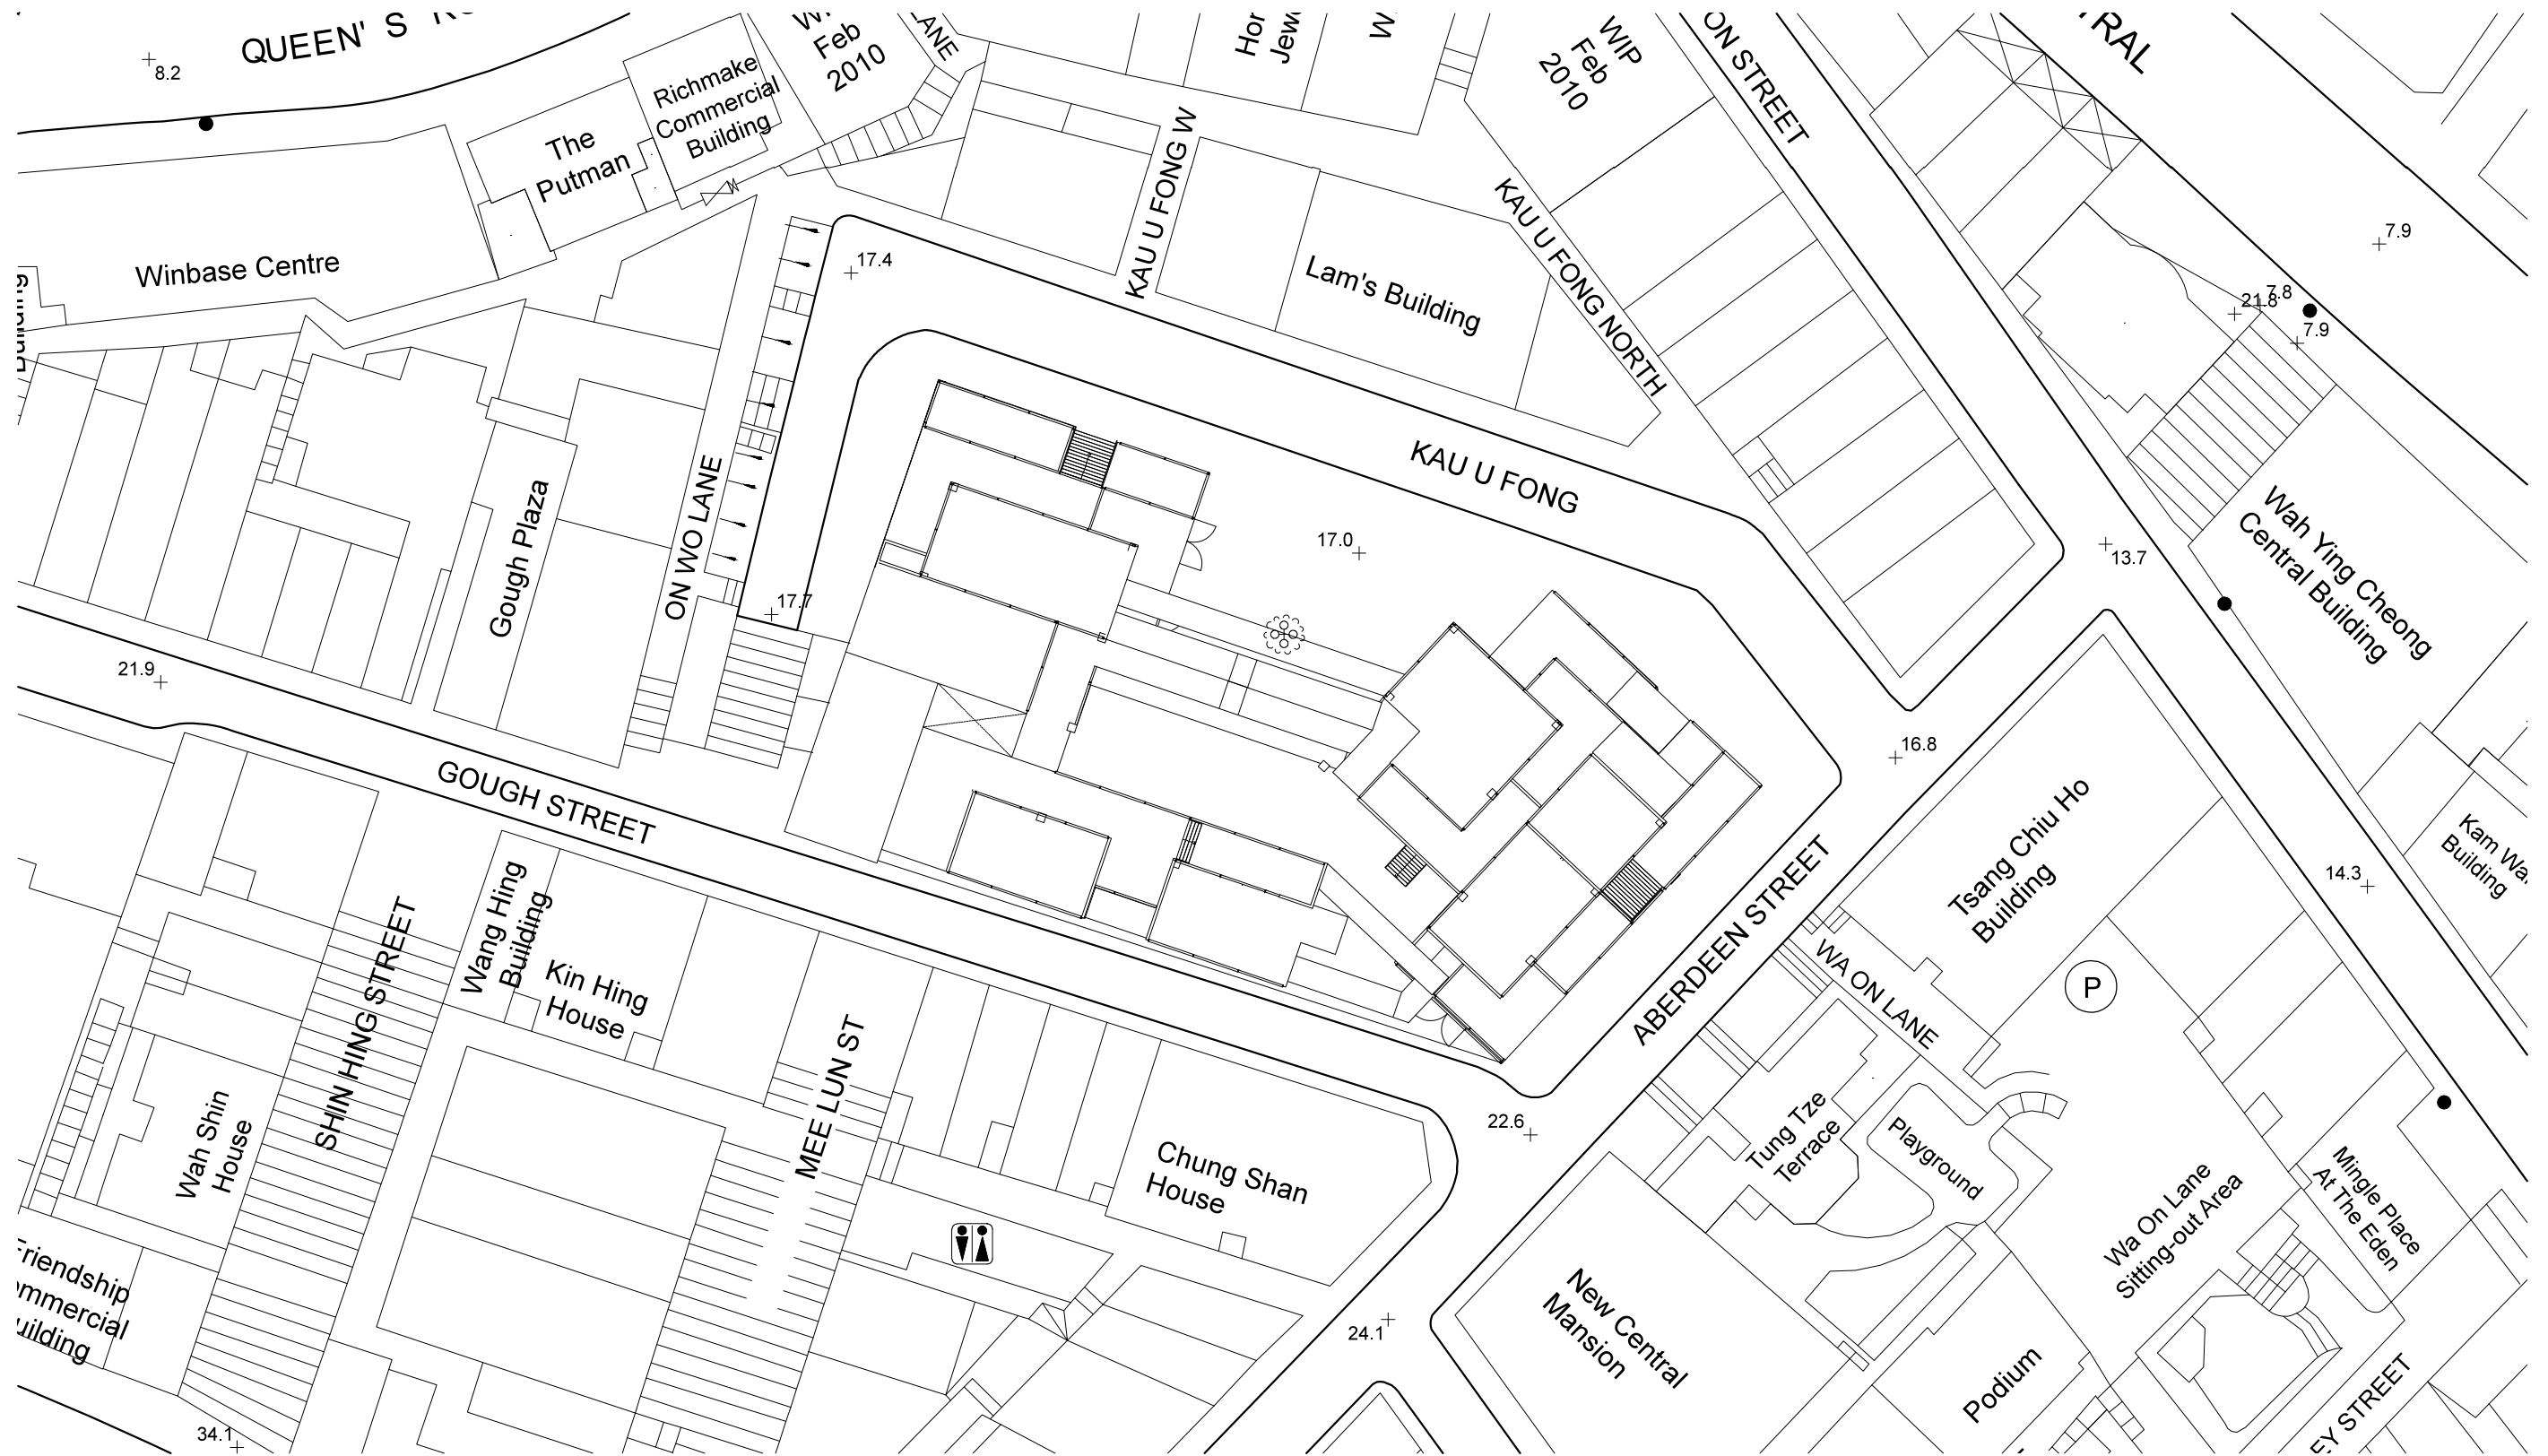 QUEEN' S
8.2
Richmake
Commercial
Building
The
Putman
Winbase Centre
Feb
2010
LANE
WIP
Feb
2010
ON STREET
TRAL
KAU U FONG W
17.4
Lam's Building
KAU U FONG NORTH
7.9
21.8
7.8
7.9
KAU U FONG
17.0
Gough Plaza
ON WO LANE
17.7
13.7
Wah Ying Cheong
Central Building
21.9
GOUGH STREET
16.8
Tsang Chiu Ho
Building
14.3
Kam Wa
Building
Wang Hing
Building
Kin Hing
House
SHIN HING STREET
MEE LUN ST
ABERDEEN STREET
WA ON LANE
P
Wah Shin
House
Chung Shan
House
22.6
Tung Tze
Terrace
Playground
Wa On Lane
Sitting-out Area
Mingle Place
At The Eden
Friendship
ommercial
uilding
24.1
New Central
Mansion
Podium
EY STREET
34.1